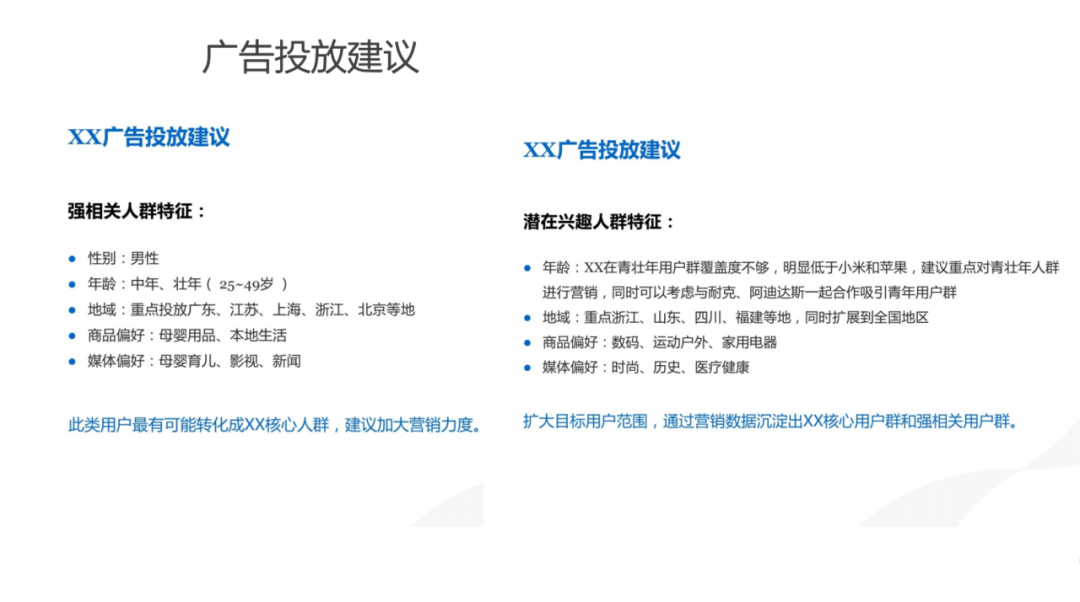 广告投放建议
XX广告投放建议
强相关人群特征：
• 性别：男性
• 年龄：中年、壮年（ 25~49岁 ）
• 地域：重点投放广东、江苏、上海、浙江、北京等地
• 商品偏好：母婴用品、本地生活
• 媒体偏好：母婴育儿、影视、新闻
此类用户最有可能转化成XX核心人群，建议加大营销力度。
XX广告投放建议
潜在兴趣人群特征：
• 年龄：XX在青壮年用户群覆盖度不够，明显低于小米和苹果，建议重点对青壮年人群
进行营销，同时可以考虑与耐克、阿迪达斯一起合作吸引青年用户群
• 地域：重点浙江、山东、四川、福建等地，同时扩展到全国地区
• 商品偏好：数码、运动户外、家用电器
• 媒体偏好：时尚、历史、医疗健康
扩大目标用户范围，通过营销数据沉淀出XX核心用户群和强相关用户群。